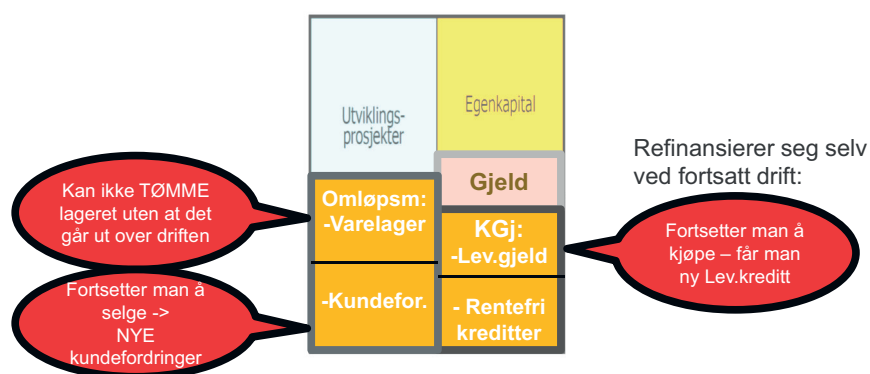 Utviklings-
prosjekter
Egenkapital
Gjeld
Omløpsm:
-Varelager
-Kundefor.
KGj:
-Lev.gjeld
- Rentefri
kreditter
Kan ikke TØMME
lageret uten at det
går ut over driften
Fortsetter man å
selge ->
NYE
kundefordringer
Refinansierer seg selv
ved fortsatt drift:
Fortsetter man å
kjøpe – får man
ny Lev.kreditt